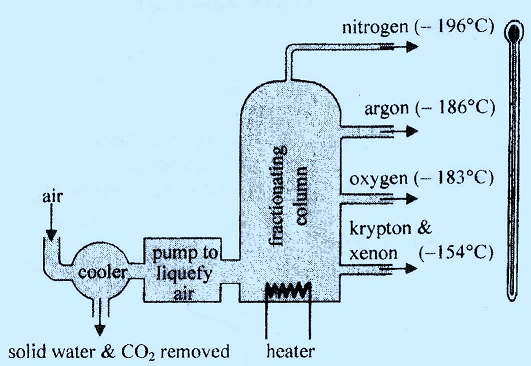 nitrogen (– 196°C)
argon (– 186°C)
oxygen (– 183°C)
krypton &
xenon (–154°C)
fractionating
column
air
cooler
pump to
liquefy
air
solid water & CO₂ removed
heater